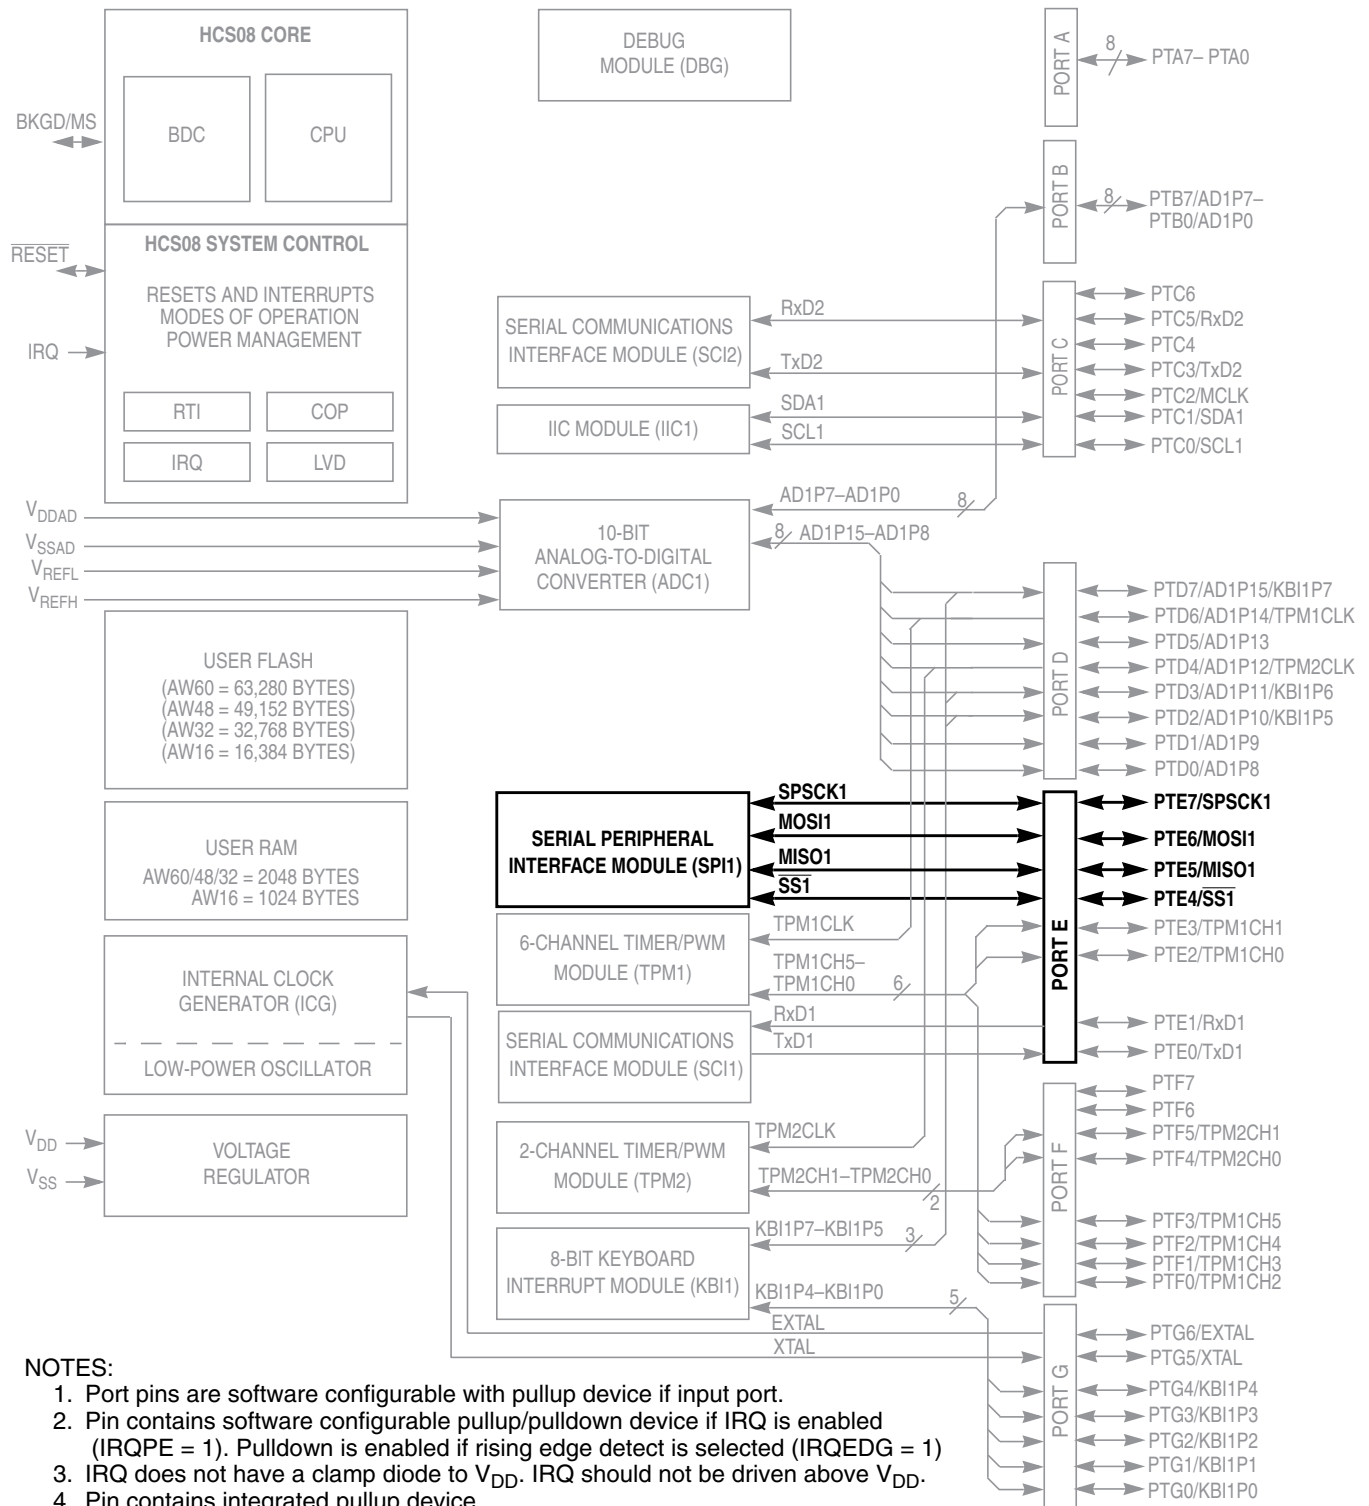 HCS08 CORE
BDC
CPU
BKGD/MS
HCS08 SYSTEM CONTROL
RESET
RESETS AND INTERRUPTS
MODES OF OPERATION
POWER MANAGEMENT
IRQ
RTI
COP
IRQ
LVD
VDDAD
VSSAD
VREFL
VREFH
USER FLASH
(AW60 = 63,280 BYTES)
(AW48 = 49,152 BYTES)
(AW32 = 32,768 BYTES)
(AW16 = 16,384 BYTES)
USER RAM
AW60/48/32 = 2048 BYTES
AW16 = 1024 BYTES
INTERNAL CLOCK
GENERATOR (ICG)
LOW-POWER OSCILLATOR
VDD
VSS
VOLTAGE
REGULATOR
DEBUG
MODULE (DBG)
SERIAL COMMUNICATIONS
INTERFACE MODULE (SCI2)
RxD2
TxD2
IIC MODULE (IIC1)
SDA1
SCL1
10-BIT
ANALOG-TO-DIGITAL
CONVERTER (ADC1)
AD1P7–AD1P0
8
8
AD1P15–AD1P8
SERIAL PERIPHERAL
INTERFACE MODULE (SPI1)
SPSCK1
MOSI1
MISO1
SS1
6-CHANNEL TIMER/PWM
MODULE (TPM1)
TPM1CLK
TPM1CH5–
TPM1CH0
6
SERIAL COMMUNICATIONS
INTERFACE MODULE (SCI1)
RxD1
TxD1
2-CHANNEL TIMER/PWM
MODULE (TPM2)
TPM2CLK
TPM2CH1–TPM2CH0
2
8-BIT KEYBOARD
INTERRUPT MODULE (KBI1)
KBI1P7–KBI1P5
3
KBI1P4–KBI1P0
5
EXTAL
XTAL
PORT A
8
PTA7– PTA0
PORT B
8
PTB7/AD1P7–
PTB0/AD1P0
PORT C
PTC6
PTC5/RxD2
PTC4
PTC3/TxD2
PTC2/MCLK
PTC1/SDA1
PTC0/SCL1
PORT D
PTD7/AD1P15/KBI1P7
PTD6/AD1P14/TPM1CLK
PTD5/AD1P13
PTD4/AD1P12/TPM2CLK
PTD3/AD1P11/KBI1P6
PTD2/AD1P10/KBI1P5
PTD1/AD1P9
PTD0/AD1P8
PORT E
PTE7/SPSCK1
PTE6/MOSI1
PTE5/MISO1
PTE4/SS1
PTE3/TPM1CH1
PTE2/TPM1CH0
PTE1/RxD1
PTE0/TxD1
PORT F
PTF7
PTF6
PTF5/TPM2CH1
PTF4/TPM2CH0
PTF3/TPM1CH5
PTF2/TPM1CH4
PTF1/TPM1CH3
PTF0/TPM1CH2
PORT G
PTG6/EXTAL
PTG5/XTAL
PTG4/KBI1P4
PTG3/KBI1P3
PTG2/KBI1P2
PTG1/KBI1P1
PTG0/KBI1P0
NOTES:
1. Port pins are software configurable with pullup device if input port.
2. Pin contains software configurable pullup/pulldown device if IRQ is enabled
(IRQPE = 1). Pulldown is enabled if rising edge detect is selected (IRQEDG = 1)
3. IRQ does not have a clamp diode to VDD. IRQ should not be driven above VDD.
4. Pin contains integrated pullup device.